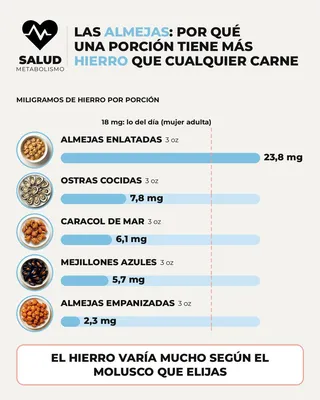 SALUD
METABOLISMO
LAS ALMEJAS: POR QUÉ
UNA PORCIÓN TIENE MÁS
HIERRO QUE CUALQUIER CARNE
MILIGRAMOS DE HIERRO POR PORCIÓN
18 mg: lo del día (mujer adulta)
ALMEJAS ENLATADAS 3 oz
23,8 mg
OSTRAS COCIDAS 3 oz
7,8 mg
CARACOL DE MAR 3 oz
6,1 mg
MEJILLONES AZULES 3 oz
5,7 mg
ALMEJAS EMPANIZADAS 3 oz
2,3 mg
EL HIERRO VARÍA MUCHO SEGÚN EL
MOLUSCO QUE ELIJAS